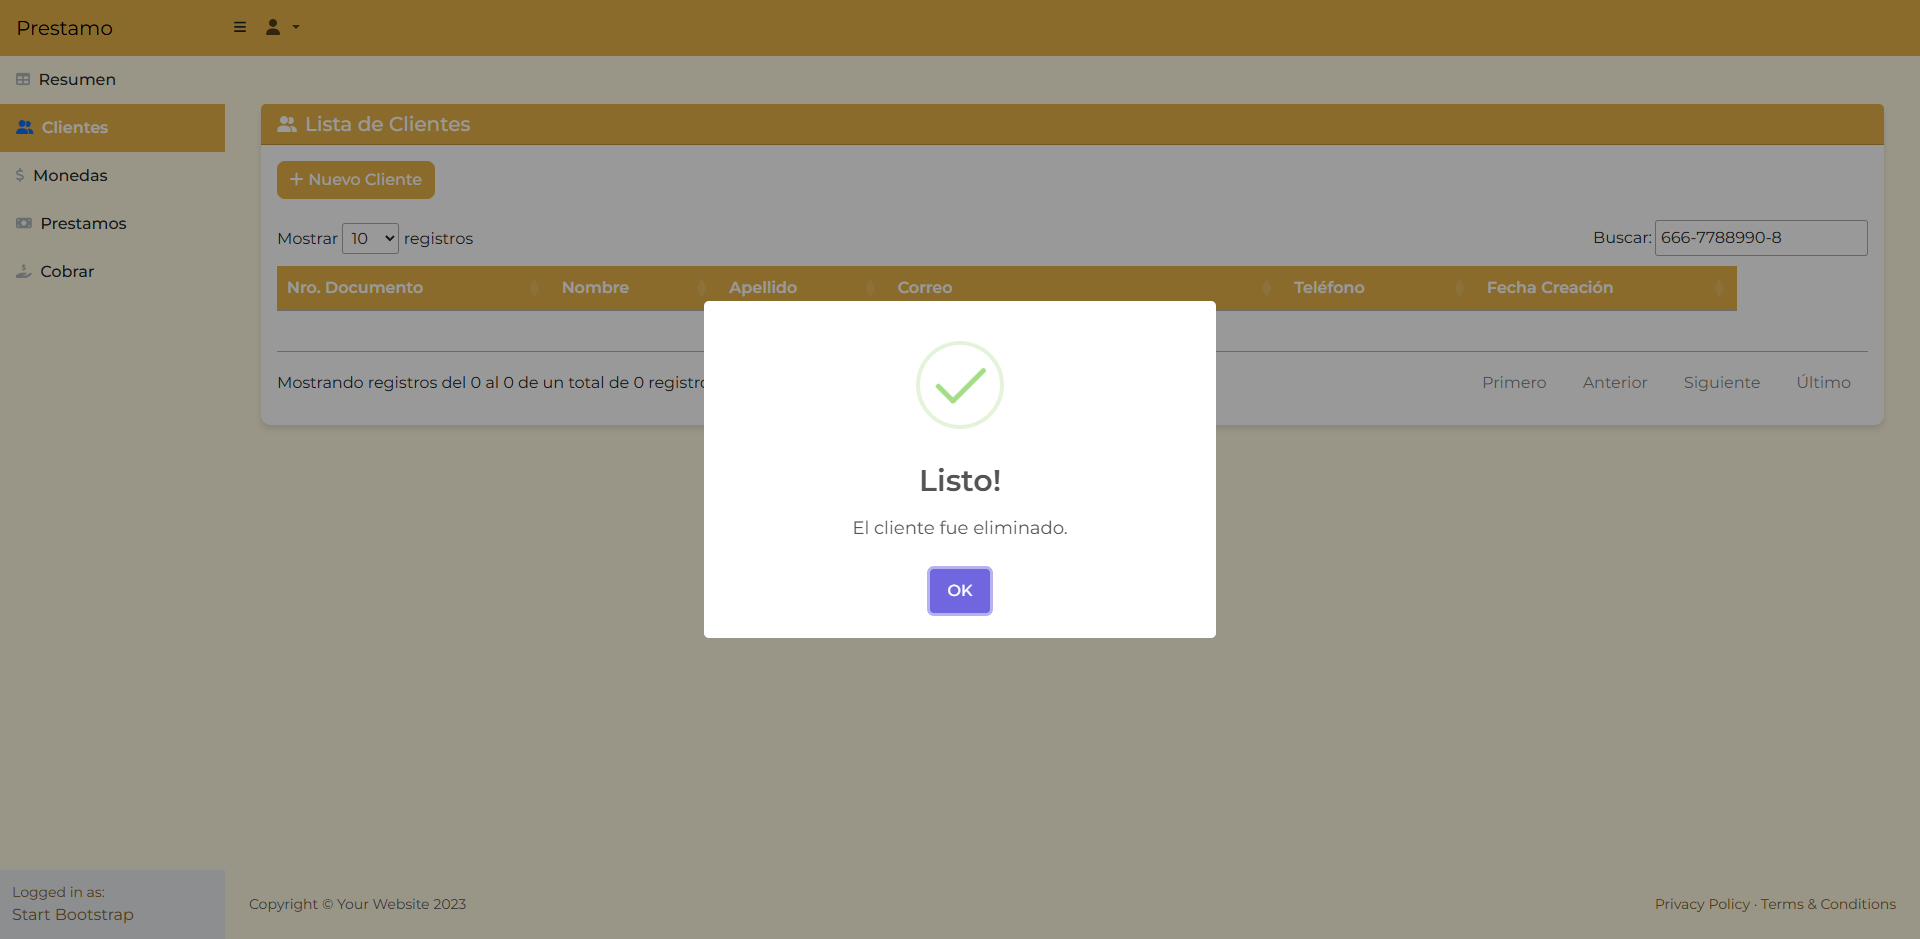 Prestamo
Resumen
Clientes
Monedas
Prestamos
Cobrar
Lista de Clientes
+ Nuevo Cliente
Mostrar 10 registros
Buscar: 666-7788990-8
Nro. Documento Nombre Apellido Correo Teléfono Fecha Creación
Mostrando registros del 0 al 0 de un total de 0
Primero Anterior Siguiente Último
Listo!
El cliente fue eliminado.
OK
Logged in as:
Start Bootstrap
Copyright © Your Website 2023
Privacy Policy · Terms & Conditions